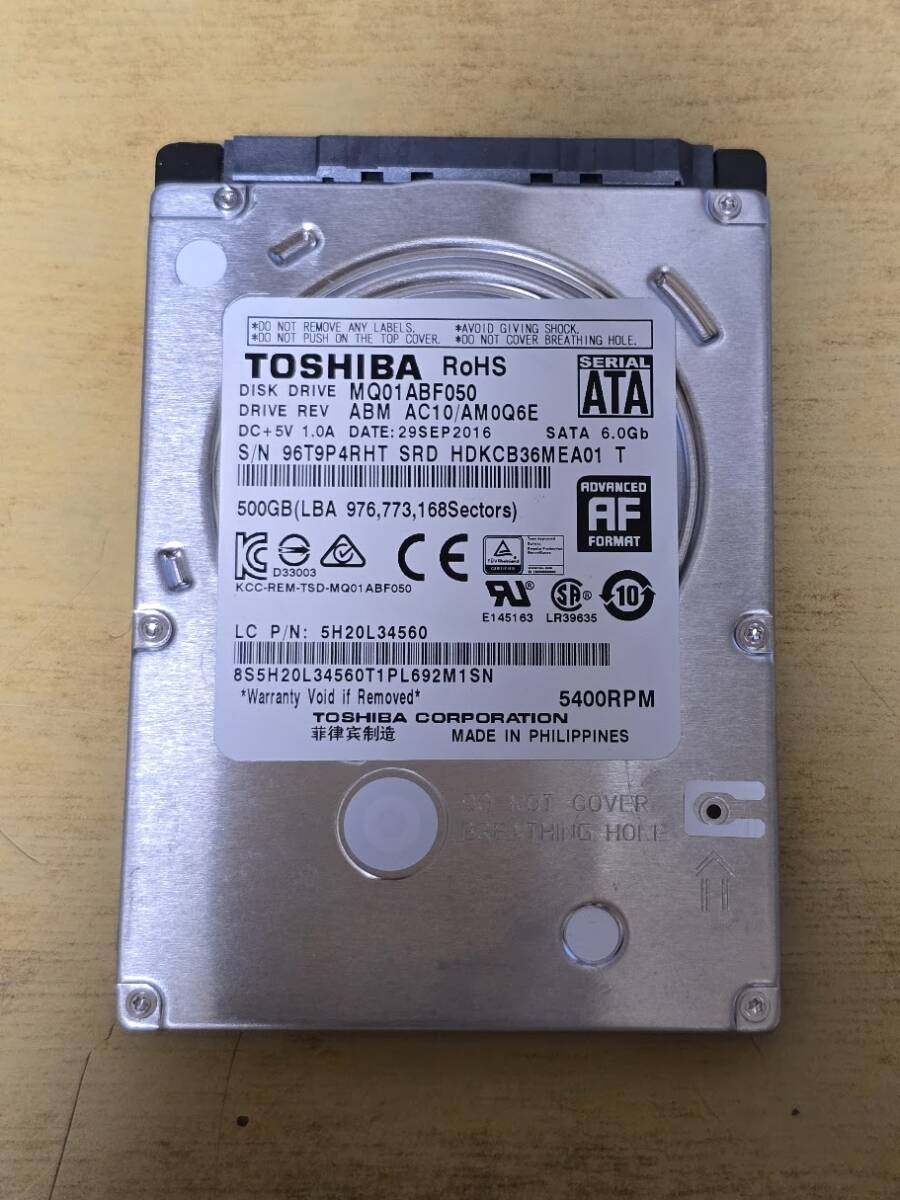 *DO NOT REMOVE ANY LABELS. *AVOID GIVING SHOCK.
*DO NOT PUSH ON THE TOP COVER. *DO NOT COVER BREATHING HOLE.
TOSHIBA RoHS
SERIAL
ATA
DISK DRIVE MQ01ABF050
DRIVE REV ABM AC10/AM0Q6E
DC+5V 1.0A DATE:29SEP2016 SATA 6.0Gb
S/N 96T9P4RHT SRD HDKCB36MEA01 T
500GB(LBA 976,773,168Sectors)
ADVANCED
AF
FORMAT
D33003
CE
TÜVRheinland
CERTIFIED
KCC-REM-TSD-MQ01ABF050
10
E145163 LR39635
LC P/N: 5H20L34560
8S5H20L34560T1PL692M1SN
*Warranty Void if Removed* 5400RPM
TOSHIBA CORPORATION
菲律宾制造 MADE IN PHILIPPINES
DO NOT COVER
BREATHING HOLE
H